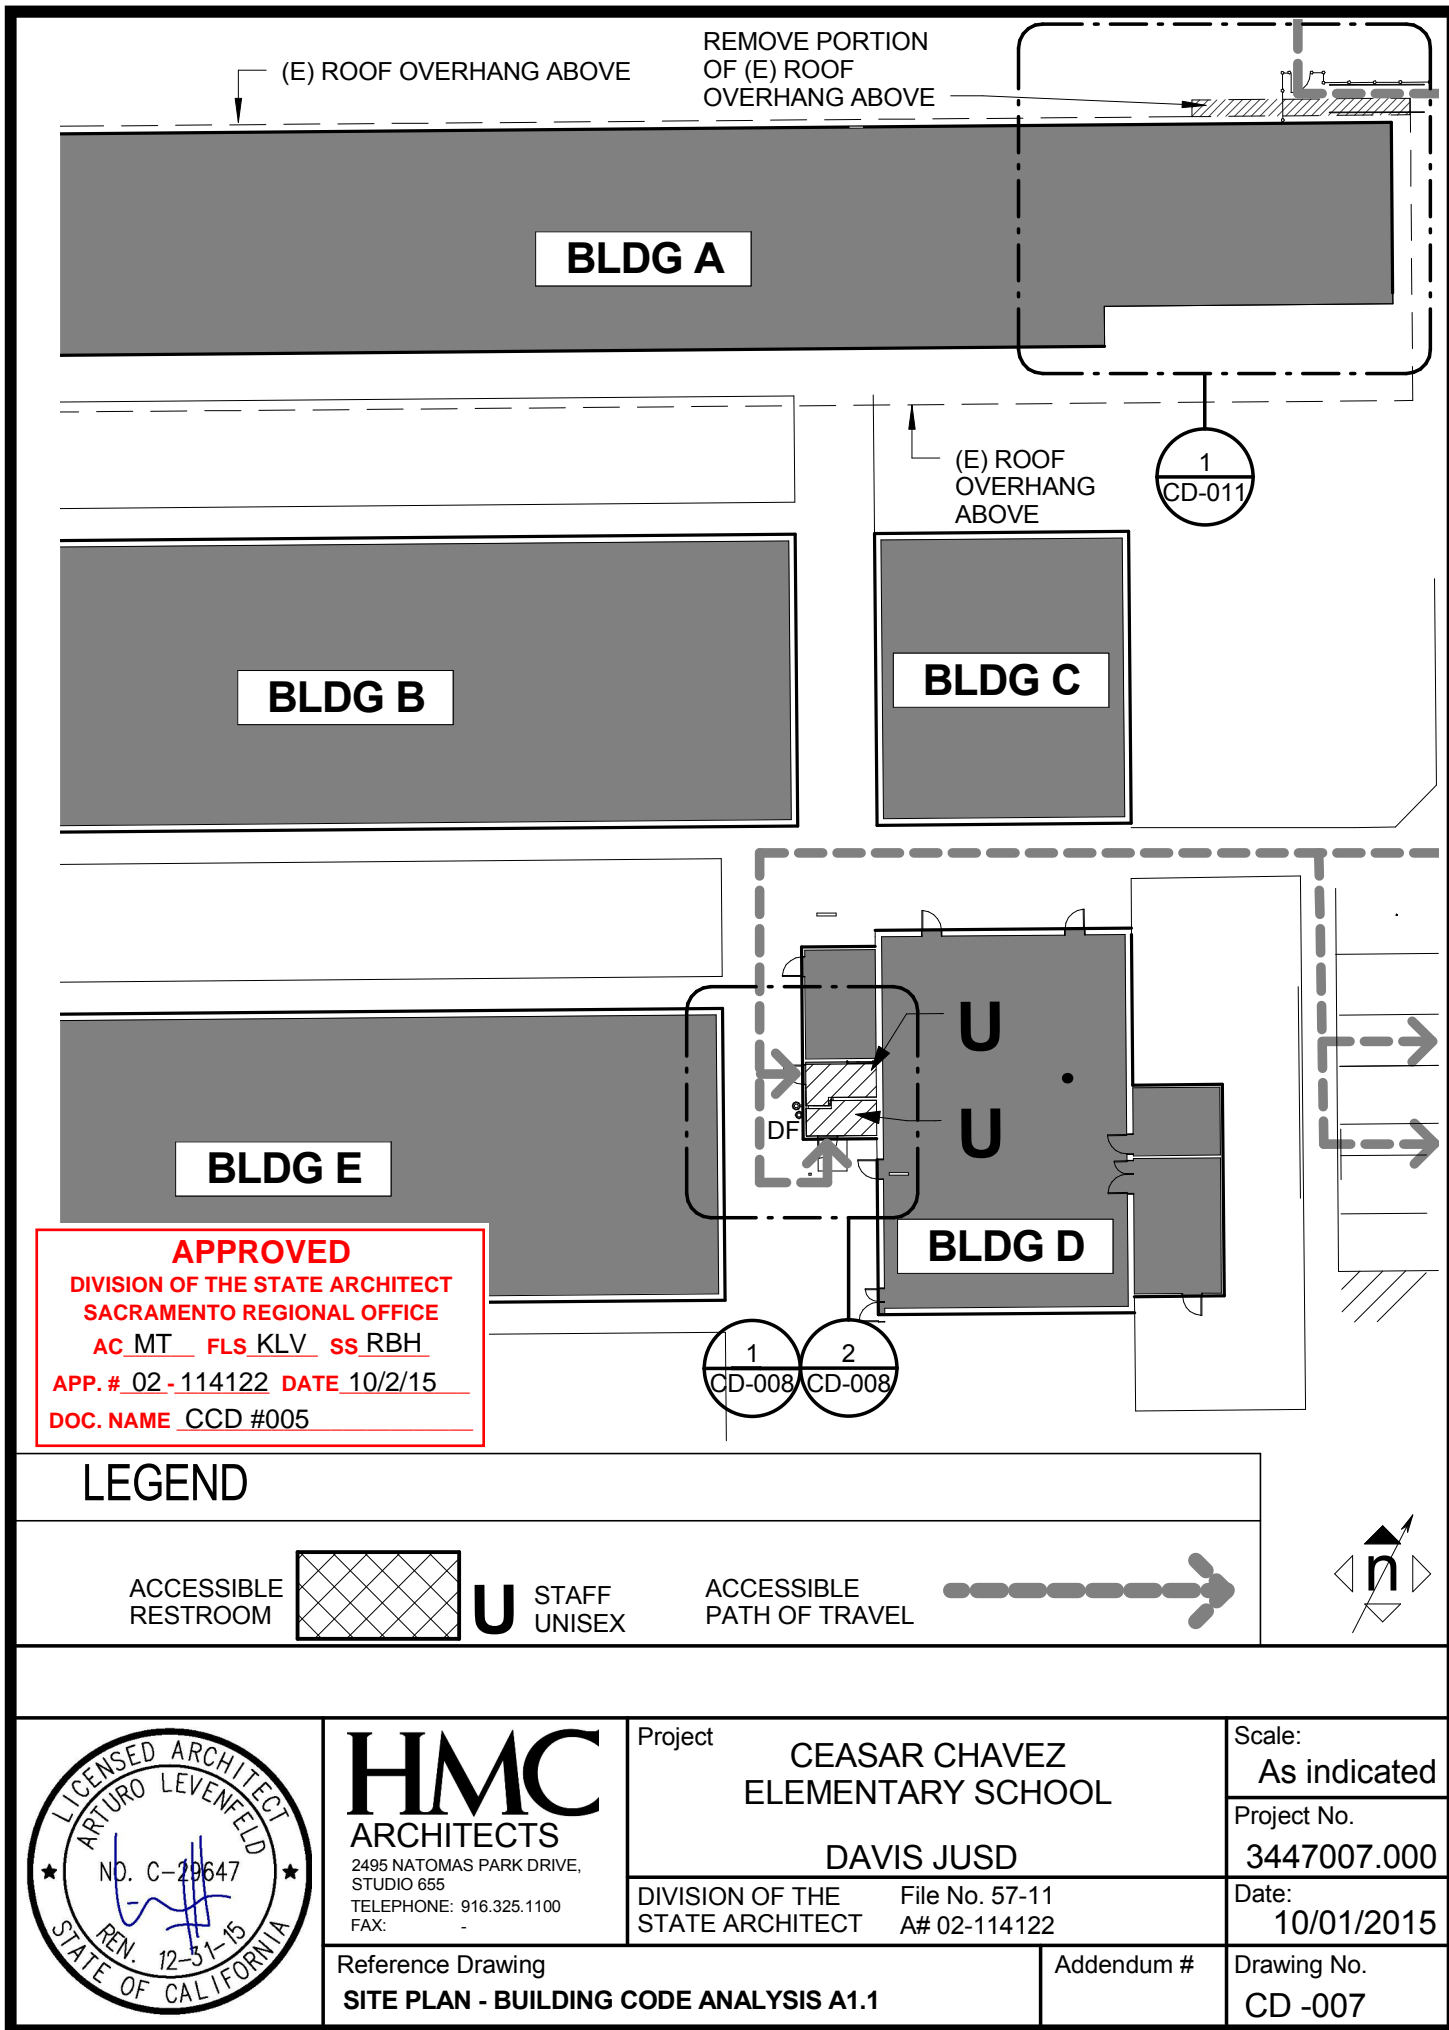 (E) ROOF OVERHANG ABOVE
REMOVE PORTION
OF (E) ROOF
OVERHANG ABOVE
BLDG A
(E) ROOF
OVERHANG
ABOVE
1
CD-011
BLDG B
BLDG C
U
U
DF
BLDG E
BLDG D
1
CD-008
2
CD-008
APPROVED
DIVISION OF THE STATE ARCHITECT
SACRAMENTO REGIONAL OFFICE
AC MT FLS KLV SS RBH
APP. # 02 - 114122 DATE 10/2/15
DOC. NAME CCD #005
LEGEND
ACCESSIBLE
RESTROOM
U
STAFF
UNISEX
ACCESSIBLE
PATH OF TRAVEL
n
LICENSED ARCHITECT
ARTURO LEVENFELD
NO. C-29647
REN. 12-31-15
STATE OF CALIFORNIA
HMC
ARCHITECTS
2495 NATOMAS PARK DRIVE,
STUDIO 655
TELEPHONE: 916.325.1100
FAX: -
Project
CEASAR CHAVEZ
ELEMENTARY SCHOOL
DAVIS JUSD
DIVISION OF THE
STATE ARCHITECT
File No. 57-11
A# 02-114122
Scale:
As indicated
Project No.
3447007.000
Date:
10/01/2015
Reference Drawing
SITE PLAN - BUILDING CODE ANALYSIS A1.1
Addendum #
Drawing No.
CD -007